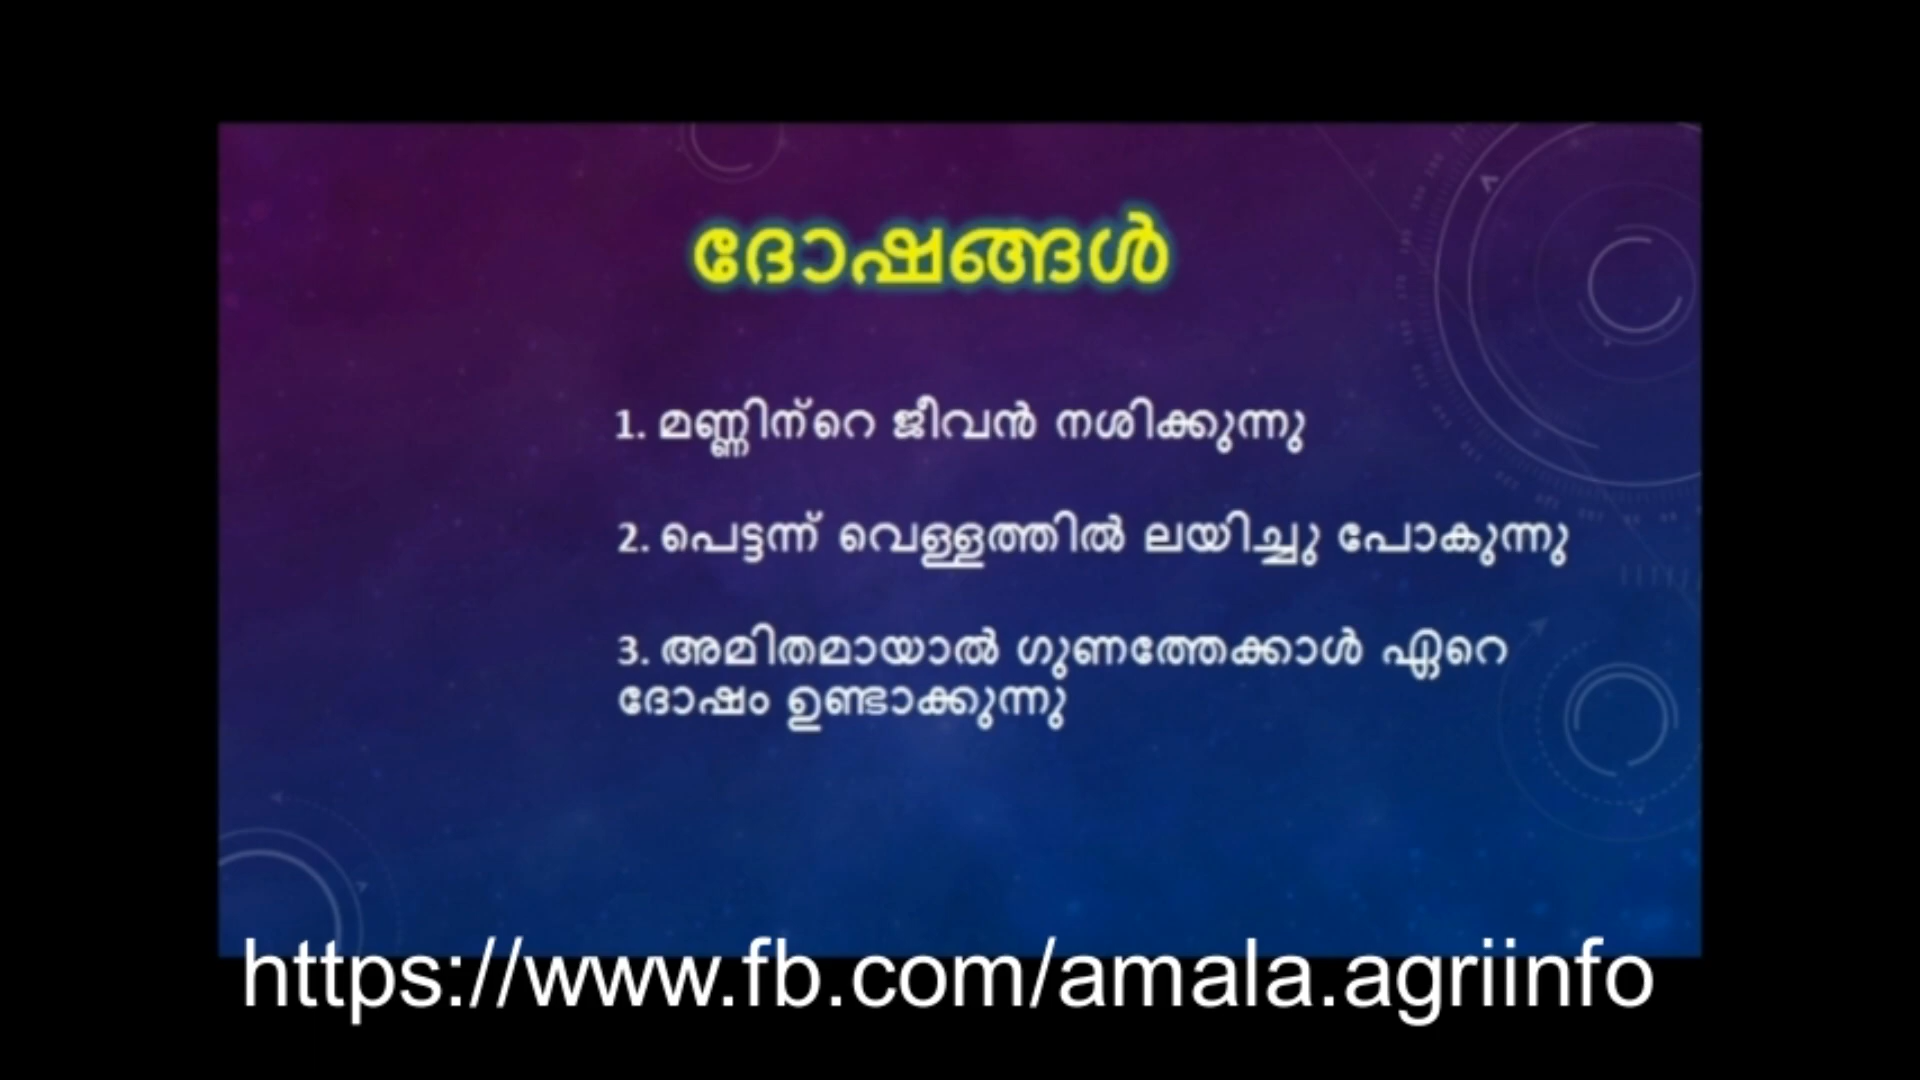 ദോഷങ്ങൾ
1. മണ്ണിന്റെ ജീവൻ നശിക്കുന്നു
2. പെട്ടന്ന് വെള്ളത്തിൽ ലയിച്ചു പോകുന്നു
3. അമിതമായാൽ ഗുണത്തേക്കാൾ ഏറെ
ദോഷം ഉണ്ടാക്കുന്നു
https://www.fb.com/amala.agriinfo